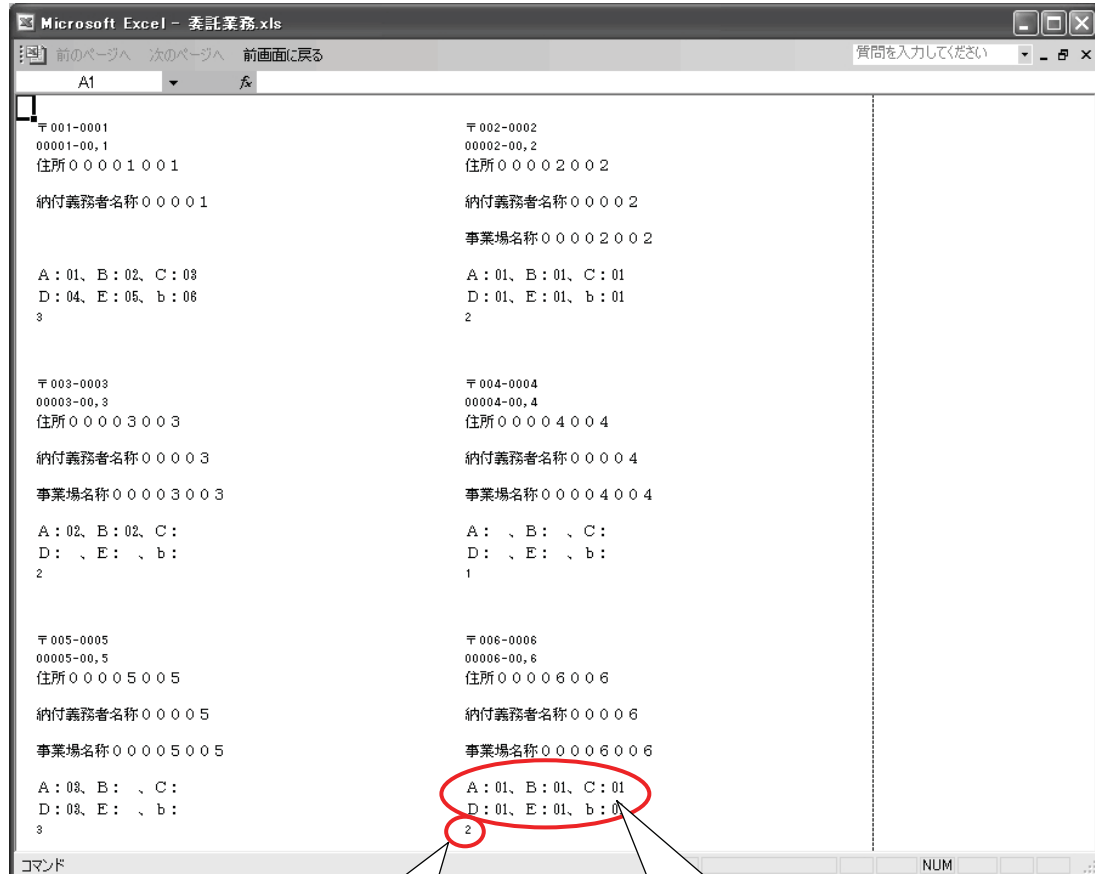 Microsoft Excel - 委託業務.xls
前のページへ 次のページへ 前画面に戻る 質問を入力してください
A1 fx
〒001-0001
00001-00,1
住所００００１００１
納付義務者名称００００１
A：01、B：02、C：03
D：04、E：05、b：06
3
〒002-0002
00002-00,2
住所００００２００２
納付義務者名称００００２
事業場名称００００２００２
A：01、B：01、C：01
D：01、E：01、b：01
2
〒003-0003
00003-00,3
住所００００３００３
納付義務者名称００００３
事業場名称００００３００３
A：02、B：02、C：
D： 、E： 、b：
2
〒004-0004
00004-00,4
住所００００４００４
納付義務者名称００００４
事業場名称００００４００４
A： 、B： 、C：
D： 、E： 、b：
1
〒005-0005
00005-00,5
住所００００５００５
納付義務者名称００００５
事業場名称００００５００５
A：03、B： 、C：
D：03、E： 、b：
3
〒006-0006
00006-00,6
住所００００６００６
納付義務者名称００００６
事業場名称００００６００６
A：01、B：01、C：01
D：01、E：01、b：0
2
コマンド NUM